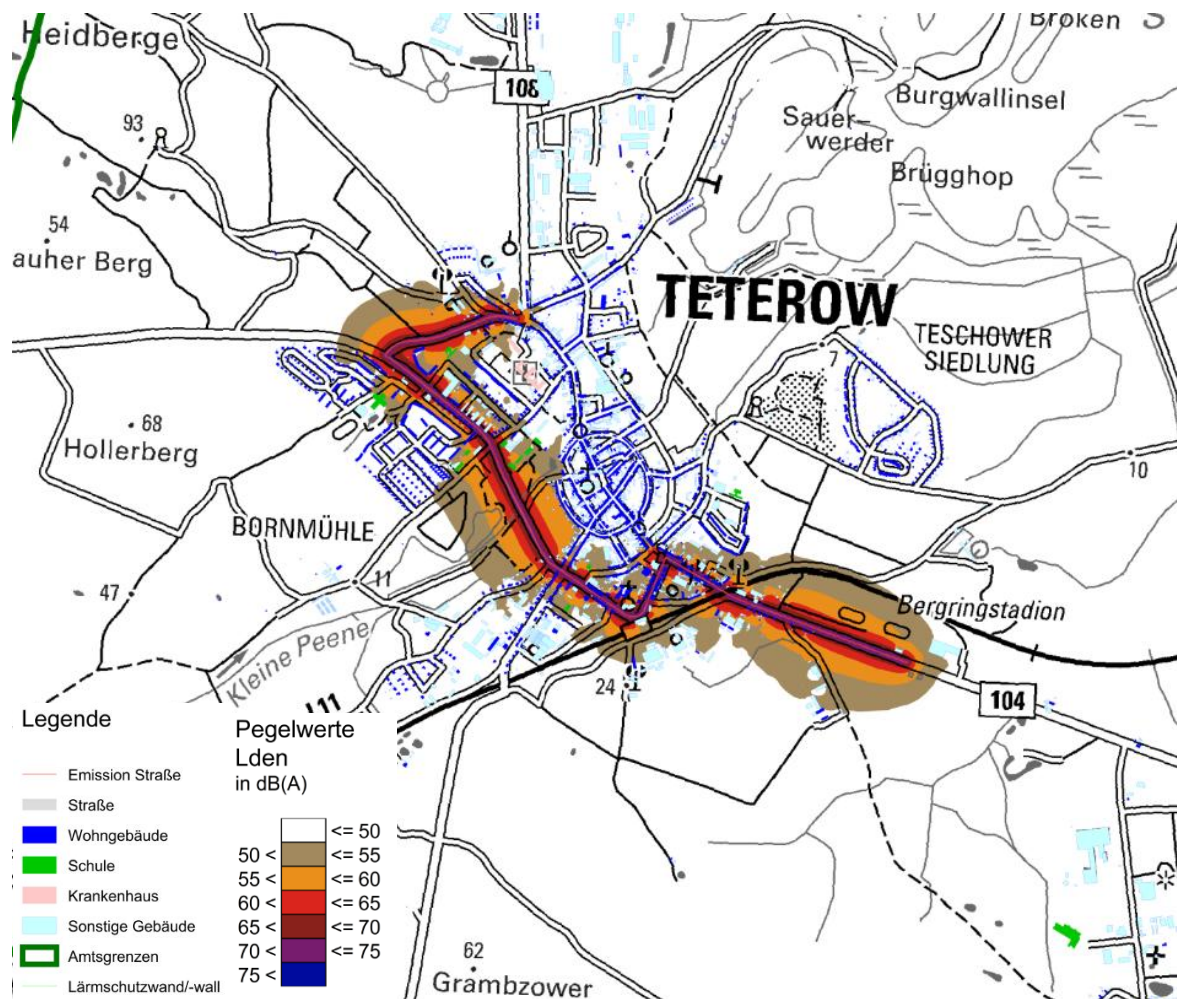 Heidberge
Broken
S
108
Burgwallinsel
Sauer-
werder
93
Brügghop
54
auher Berg
TETEROW
TESCHOWER
SIEDLUNG
7
68
Hollerberg
10
BORNMÜHLE
11
47
Bergringstadion
Kleine Peene
24
104
Legende
Emission Straße
Straße
Wohngebäude
Schule
Krankenhaus
Sonstige Gebäude
Amtsgrenzen
Lärmschutzwand/-wall
Pegelwerte
Lden
in dB(A)
<= 50
50 < <= 55
55 < <= 60
60 < <= 65
65 < <= 70
70 < <= 75
75 <
62
Grambzower